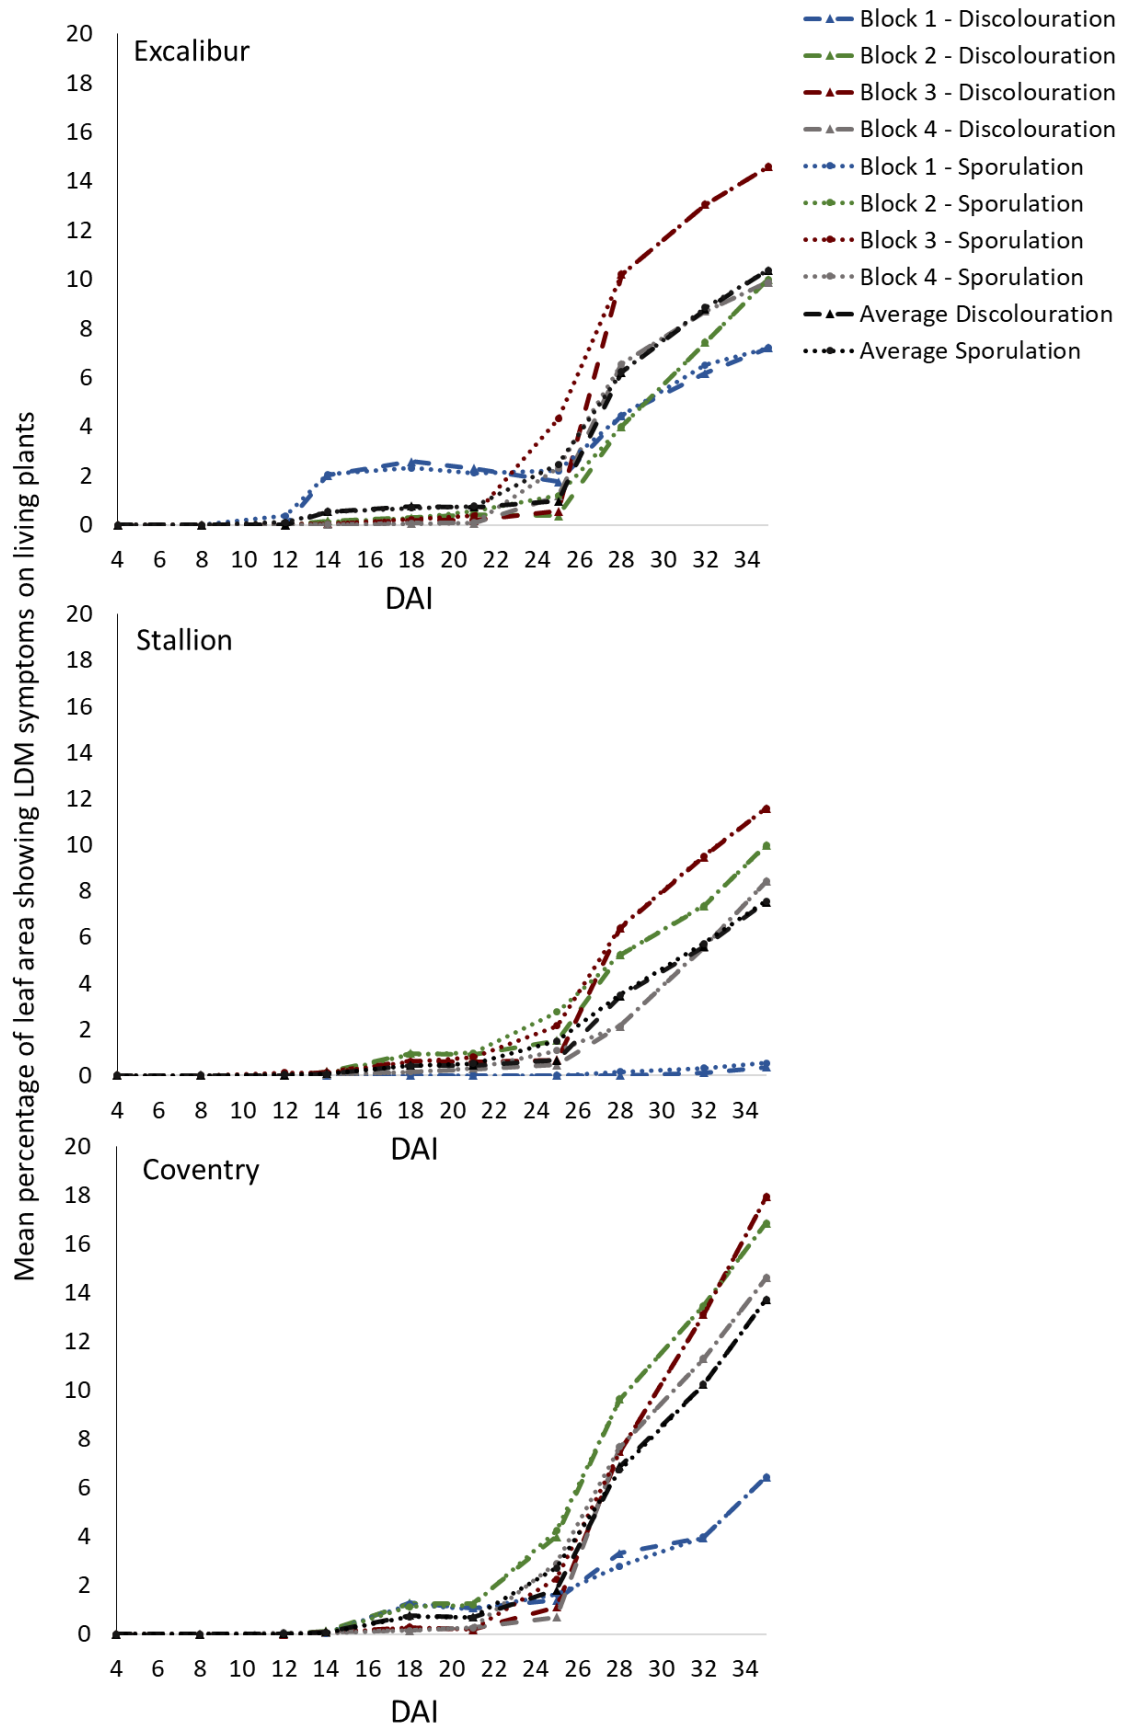 Block 1 - Discolouration
Block 2 - Discolouration
Block 3 - Discolouration
Block 4 - Discolouration
Block 1 - Sporulation
Block 2 - Sporulation
Block 3 - Sporulation
Block 4 - Sporulation
Average Discolouration
Average Sporulation
Mean percentage of leaf area showing LDM symptoms on living plants
Excalibur
20
18
16
14
12
10
8
6
4
2
0
4 6 8 10 12 14 16 18 20 22 24 26 28 30 32 34
DAI
Stallion
20
18
16
14
12
10
8
6
4
2
0
4 6 8 10 12 14 16 18 20 22 24 26 28 30 32 34
DAI
Coventry
20
18
16
14
12
10
8
6
4
2
0
4 6 8 10 12 14 16 18 20 22 24 26 28 30 32 34
DAI